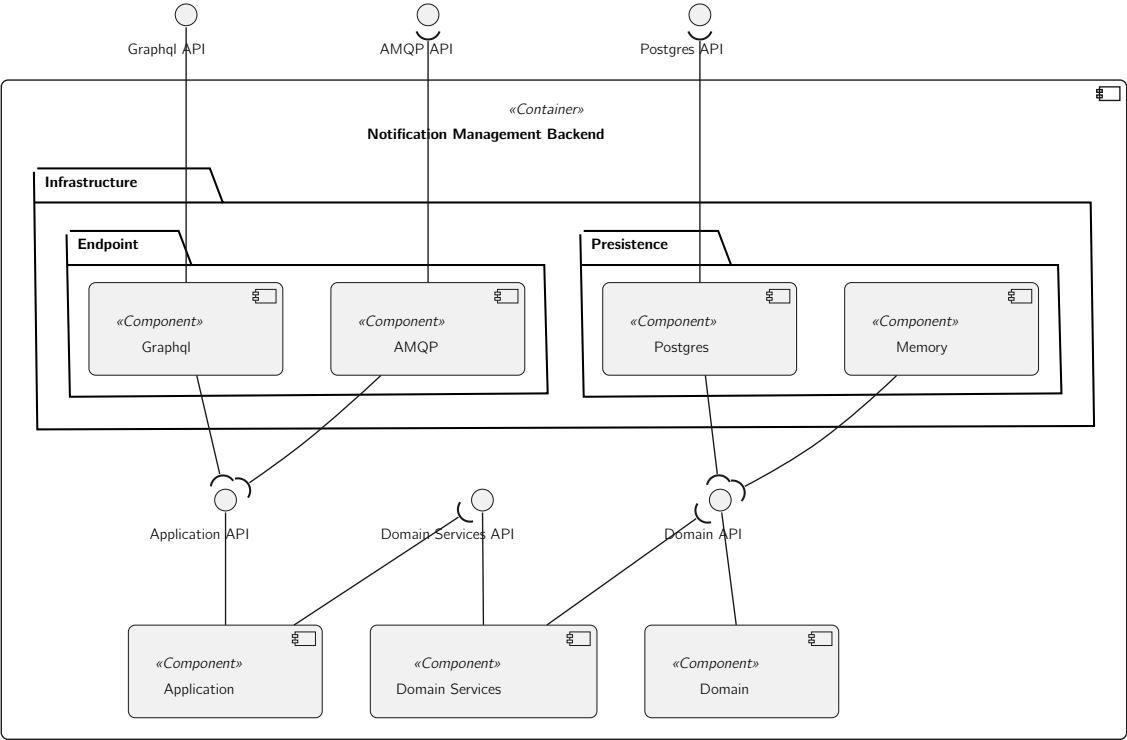 Graphql API
AMQP API
Postgres API
«Container»
Notification Management Backend
Infrastructure
Endpoint
Presistence
«Component»
Graphql
«Component»
AMQP
«Component»
Postgres
«Component»
Memory
Application API
Domain Services API
Domain API
«Component»
Application
«Component»
Domain Services
«Component»
Domain